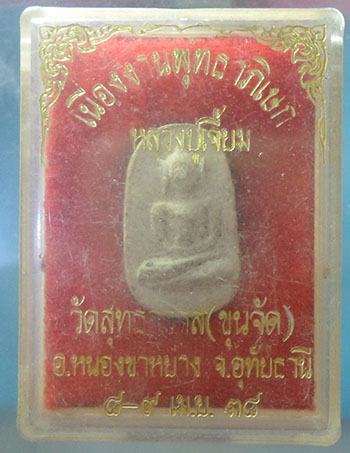 เนื่องงานพุทธาภิเษก
หลวงปู่เจี๊ยม
(ขุนจัด)
อ.หนองขาหย่าง จ.อุทัยธานี
๘-๙ เม.ย. ๓๘